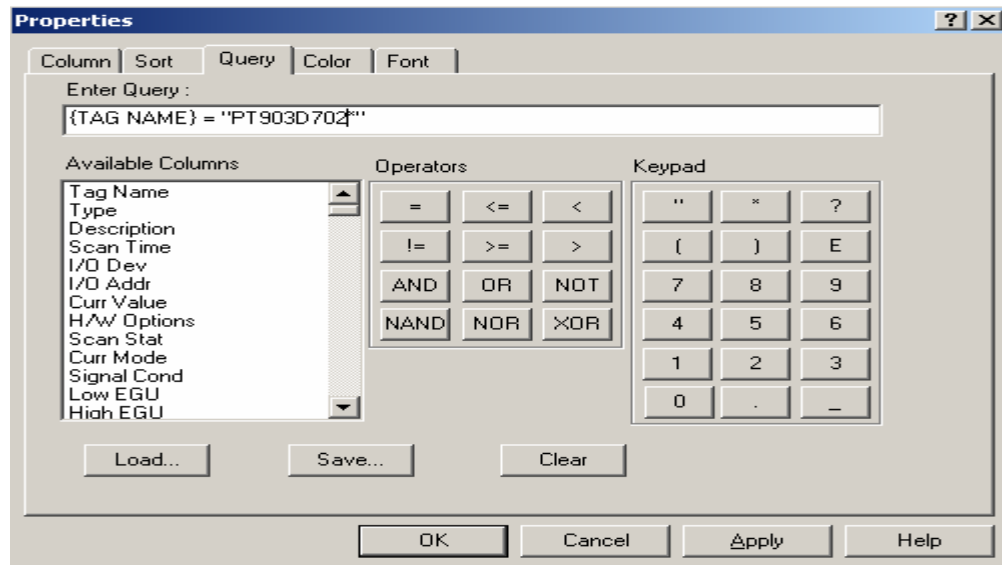 Properties
? ×
Column Sort Query Color Font
Enter Query :
{TAG NAME} = "PT903D702*"
Available Columns
Tag Name
Type
Description
Scan Time
I/O Dev
I/O Addr
Curr Value
H/W Options
Scan Stat
Curr Mode
Signal Cond
Low EGU
High EGU
Operators
= <= <
!= >= >
AND OR NOT
NAND NOR XOR
Keypad
" * ?
( ) E
7 8 9
4 5 6
1 2 3
0 . _
Load... Save... Clear
OK Cancel Apply Help